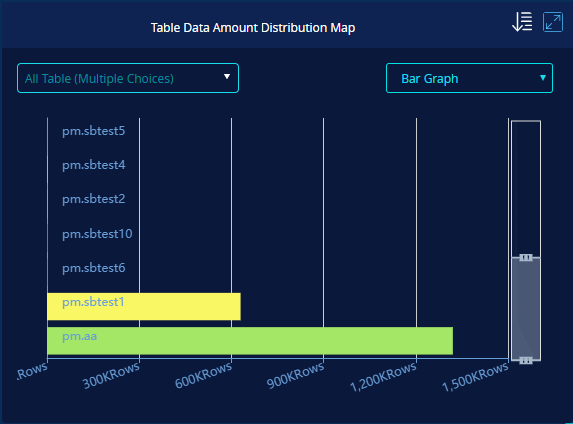 Table Data Amount Distribution Map
All Table (Multiple Choices)
Bar Graph
pm.sbtest5
pm.sbtest4
pm.sbtest2
pm.sbtest10
pm.sbtest6
pm.sbtest1
pm.aa
.Rows 300KRows 600KRows 900KRows 1,200KRows 1,500KRows